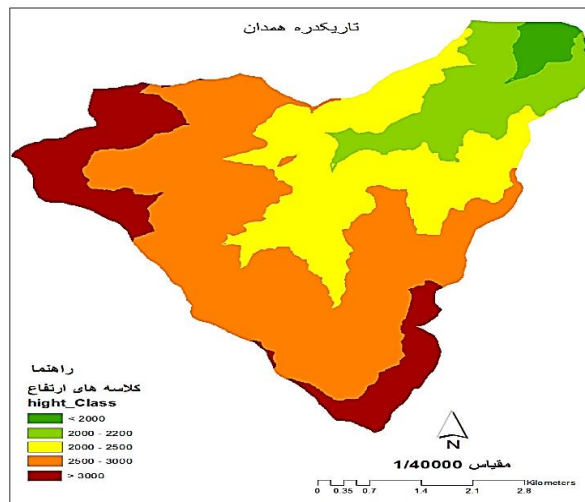 تاریکدره همدان
راهنما
کلاسه های ارتفاع
hight_Class
< 2000
2000 - 2200
2000 - 2500
2500 - 3000
> 3000
N
مقیاس 1/40000
Kilometers
0 0.35 0.7 1.4 2.1 2.8